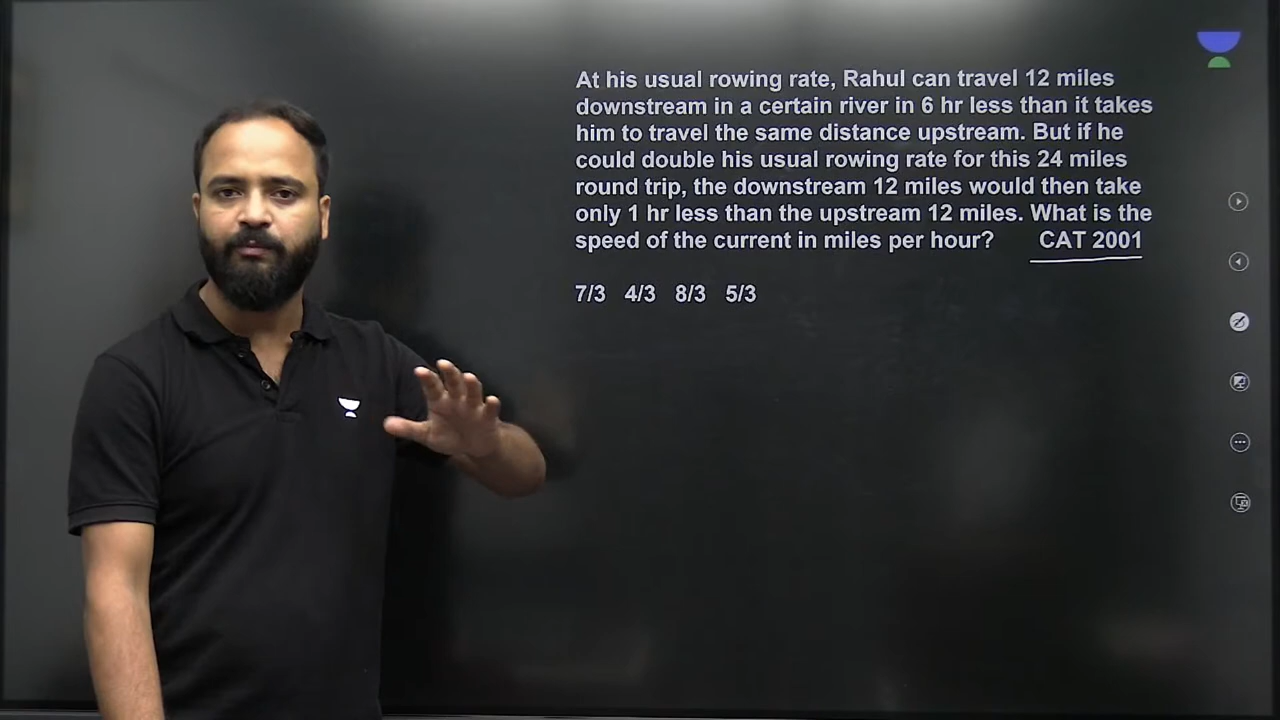 At his usual rowing rate, Rahul can travel 12 miles
downstream in a certain river in 6 hr less than it takes
him to travel the same distance upstream. But if he
could double his usual rowing rate for this 24 miles
round trip, the downstream 12 miles would then take
only 1 hr less than the upstream 12 miles. What is the
speed of the current in miles per hour? CAT 2001
7/3 4/3 8/3 5/3